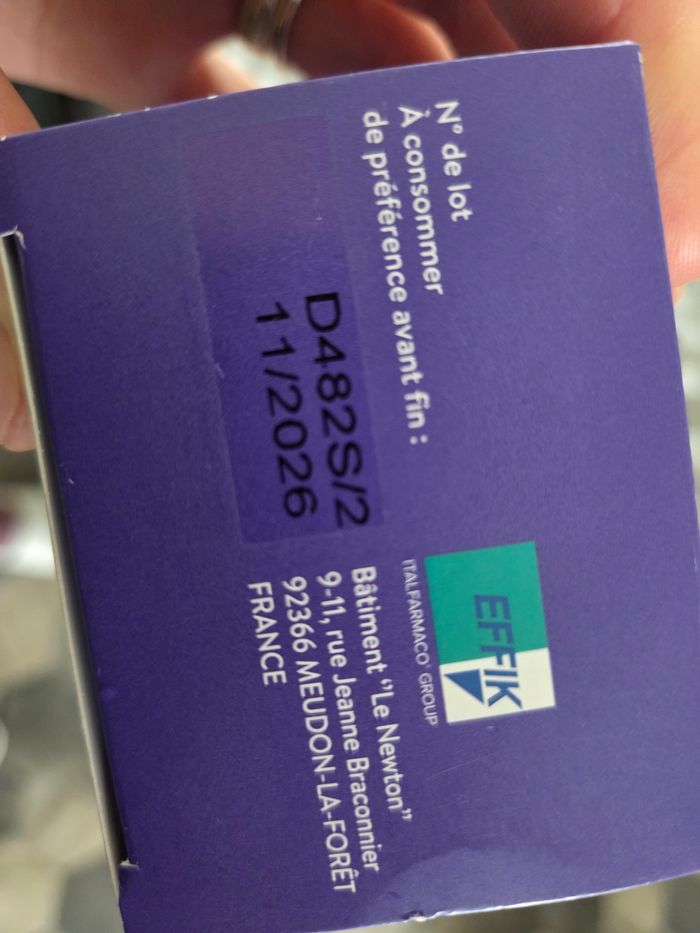 N° de lot
À consommer
de préférence avant fin :
D482S/2
11/2026
EFFIK
ITALFARMACO® GROUP
Bâtiment “Le Newton”
9-11, rue Jeanne Braconnier
92366 MEUDON-LA-FORÊT
FRANCE